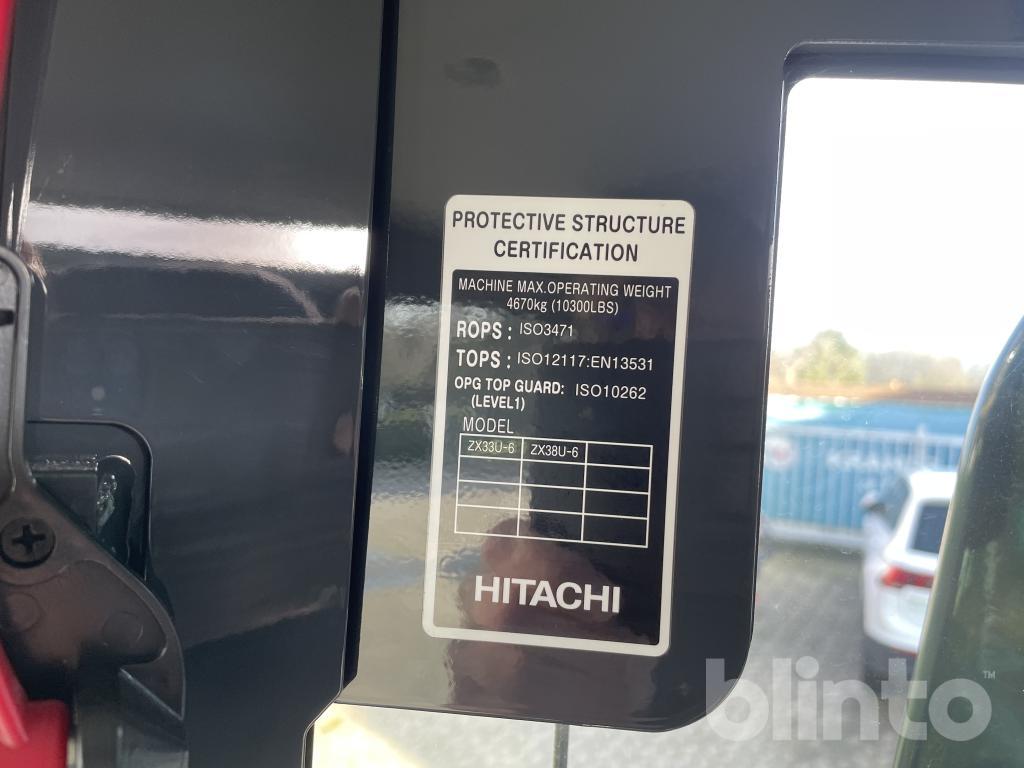 PROTECTIVE STRUCTURE
CERTIFICATION
MACHINE MAX.OPERATING WEIGHT
4670kg (10300LBS)
ROPS : ISO3471
TOPS : ISO12117:EN13531
OPG TOP GUARD: ISO10262
(LEVEL1)
MODEL
ZX33U-6 ZX38U-6
HITACHI
blinto™